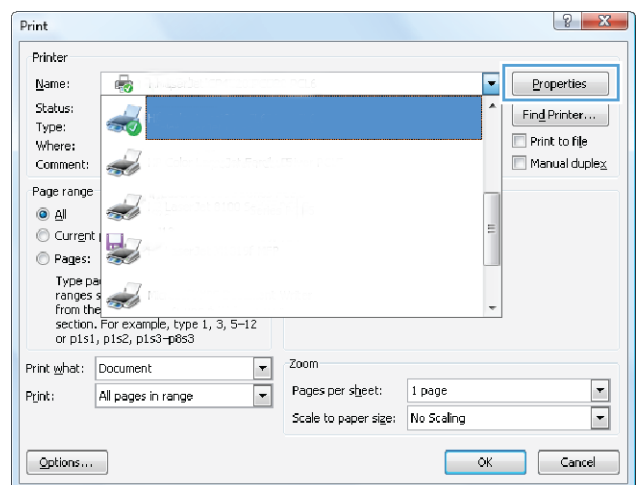 Print
Printer
Name:
Properties
Status:
Find Printer...
Type:
Where:
Print to file
Comment:
Manual duplex
Page range
All
Current
Pages:
Type
ranges
from the
section. For example, type 1, 3, 5–12
or p1s1, p1s2, p1s3–p8s3
Print what: Document
Zoom
Print: All pages in range
Pages per sheet: 1 page
Scale to paper size: No Scaling
Options...
OK
Cancel